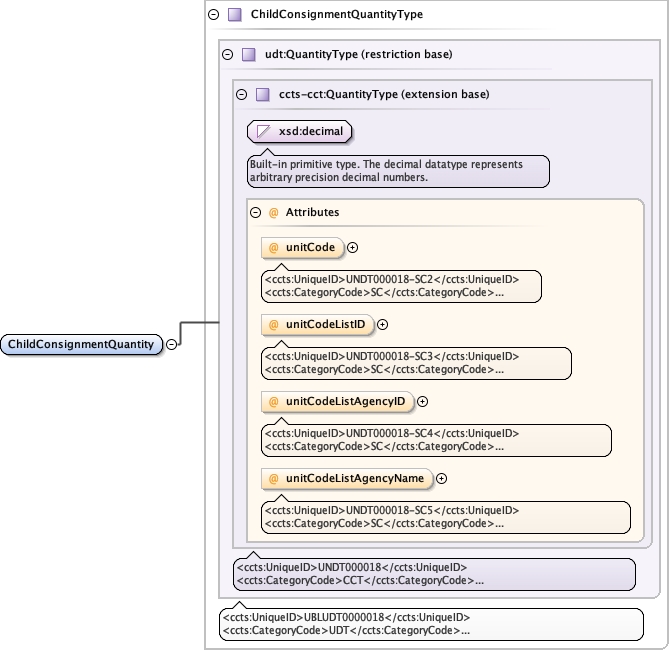 ChildConsignmentQuantityType
udt:QuantityType (restriction base)
ccts-cct:QuantityType (extension base)
xsd:decimal
Built-in primitive type. The decimal datatype represents
arbitrary precision decimal numbers.
@ Attributes
@ unitCode
<ccts:UniqueID>UNDT000018-SC2</ccts:UniqueID>
<ccts:CategoryCode>SC</ccts:CategoryCode>...
@ unitCodeListID
<ccts:UniqueID>UNDT000018-SC3</ccts:UniqueID>
<ccts:CategoryCode>SC</ccts:CategoryCode>...
ChildConsignmentQuantity
@ unitCodeListAgencyID
<ccts:UniqueID>UNDT000018-SC4</ccts:UniqueID>
<ccts:CategoryCode>SC</ccts:CategoryCode>...
@ unitCodeListAgencyName
<ccts:UniqueID>UNDT000018-SC5</ccts:UniqueID>
<ccts:CategoryCode>SC</ccts:CategoryCode>...
<ccts:UniqueID>UNDT000018</ccts:UniqueID>
<ccts:CategoryCode>CCT</ccts:CategoryCode>...
<ccts:UniqueID>UBLUDT0000018</ccts:UniqueID>
<ccts:CategoryCode>UDT</ccts:CategoryCode>...